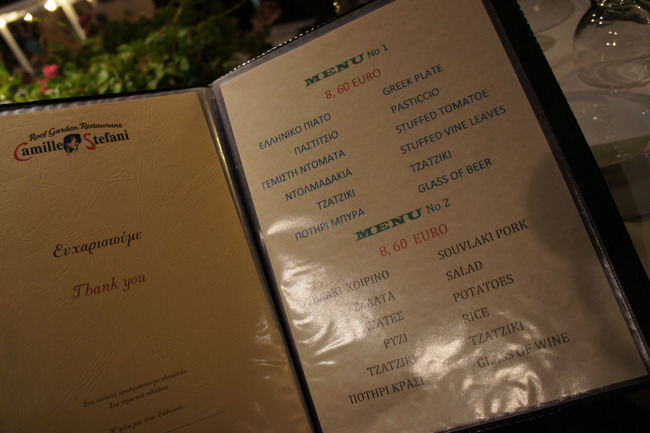 Roof Garden Restaurant
Camille Stefani
Ευχαριστούμε
Thank you
MENU No 1
8, 60 EURO
ΕΛΛΗΝΙΚΟ ΠΙΑΤΟ GREEK PLATE
ΠΑΣΤΙΤΣΙΟ PASTICCIO
ΓΕΜΙΣΤΗ ΝΤΟΜΑΤΑ STUFFED TOMATOE
ΝΤΟΛΜΑΔΑΚΙΑ STUFFED VINE LEAVES
ΤΖΑΤΖΙΚΙ TZATZIKI
ΠΟΤΗΡΙ ΜΠΥΡΑ GLASS OF BEER
MENU No 2
8, 60 EURO
ΧΟΙΡΙΝΟ SOUVLAKI PORK
SALAD
POTATOES
ΡΥΖΙ RICE
ΤΖΑΤΖΙΚΙ TZATZIKI
ΠΟΤΗΡΙ ΚΡΑΣΙ GLASS OF WINE